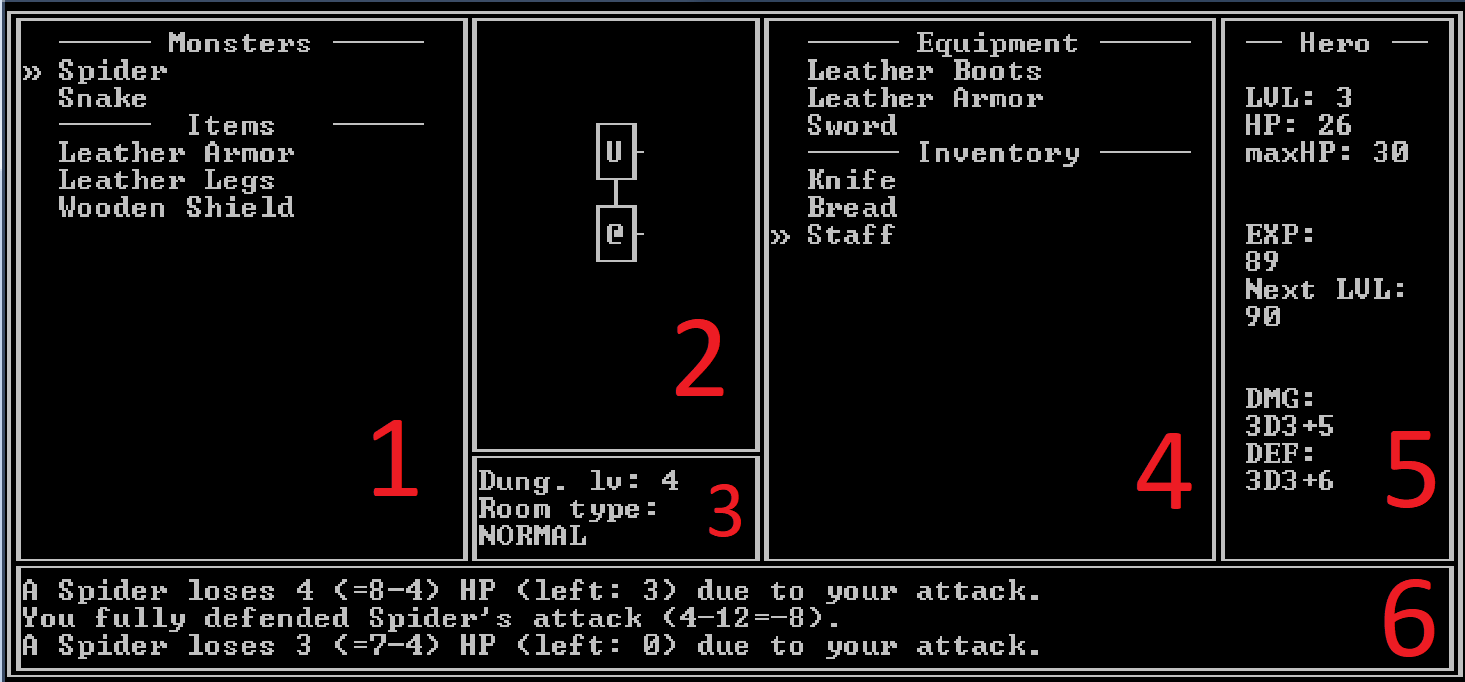 Monsters
» Spider
Snake
Items
Leather Armor
Leather Legs
Wooden Shield
1
U
@
2
Dung. lv: 4
Room type:
NORMAL
3
Equipment
Leather Boots
Leather Armor
Sword
Inventory
Knife
Bread
» Staff
4
Hero
LVL: 3
HP: 26
maxHP: 30
EXP:
89
Next LVL:
90
DMG:
3D3+5
DEF:
3D3+6
5
A Spider loses 4 (=8-4) HP (left: 3) due to your attack.
You fully defended Spider's attack (4-12=-8).
A Spider loses 3 (=7-4) HP (left: 0) due to your attack.
6